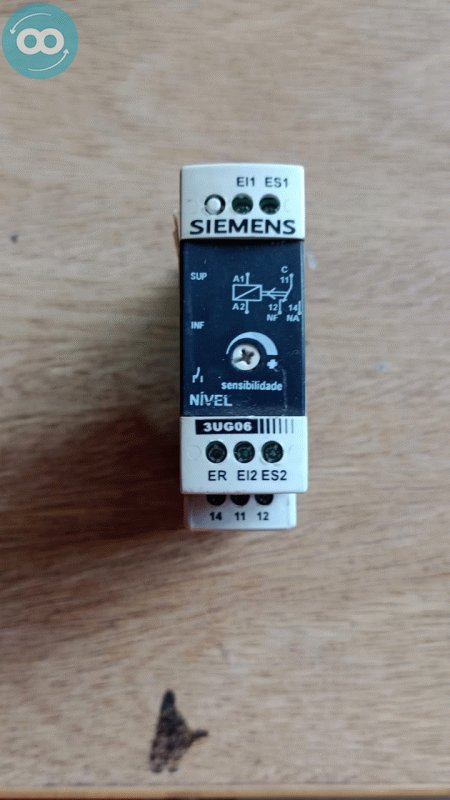 EI1 ES1
SIEMENS
SUP
A1 C
11
A2 12 14
NF NA
INF
sensibilidade
NÍVEL
3UG06
ER EI2 ES2
14 11 12